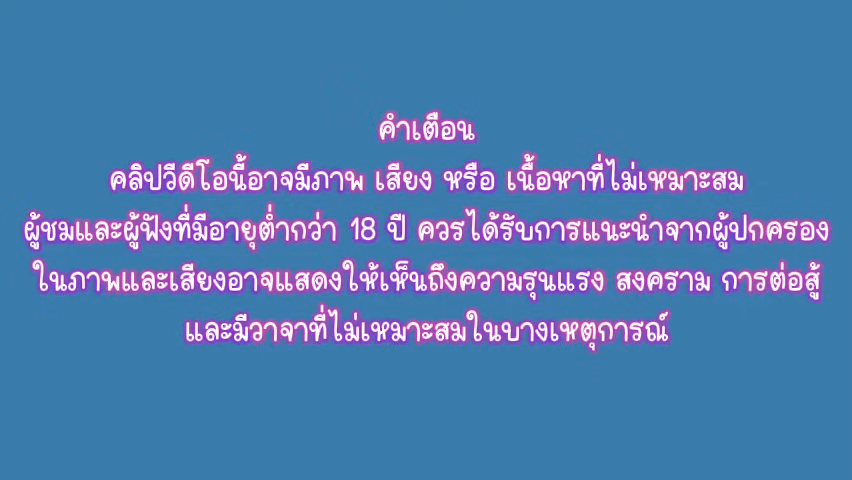 คำเตือน
คลิปวีดีโอนี้อาจมีภาพ เสียง หรือ เนื้อหาที่ไม่เหมาะสม
ผู้ชมและผู้ฟังที่มีอายุต่ำกว่า 18 ปี ควรได้รับการแนะนำจากผู้ปกครอง
ในภาพและเสียงอาจแสดงให้เห็นถึงความรุนแรง สงคราม การต่อสู้
และมีวาจาที่ไม่เหมาะสมในบางเหตุการณ์